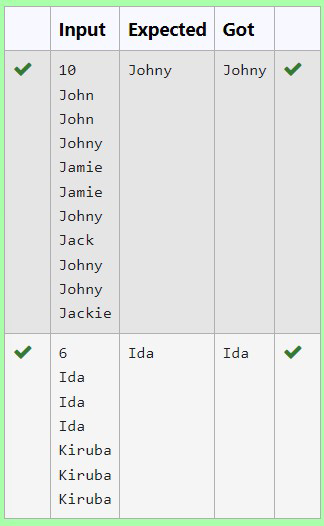 Input Expected Got
10 Johny Johny
John
John
Johny
Jamie
Jamie
Johny
Jack
Johny
Johny
Jackie
6 Ida Ida
Ida
Ida
Ida
Kiruba
Kiruba
Kiruba